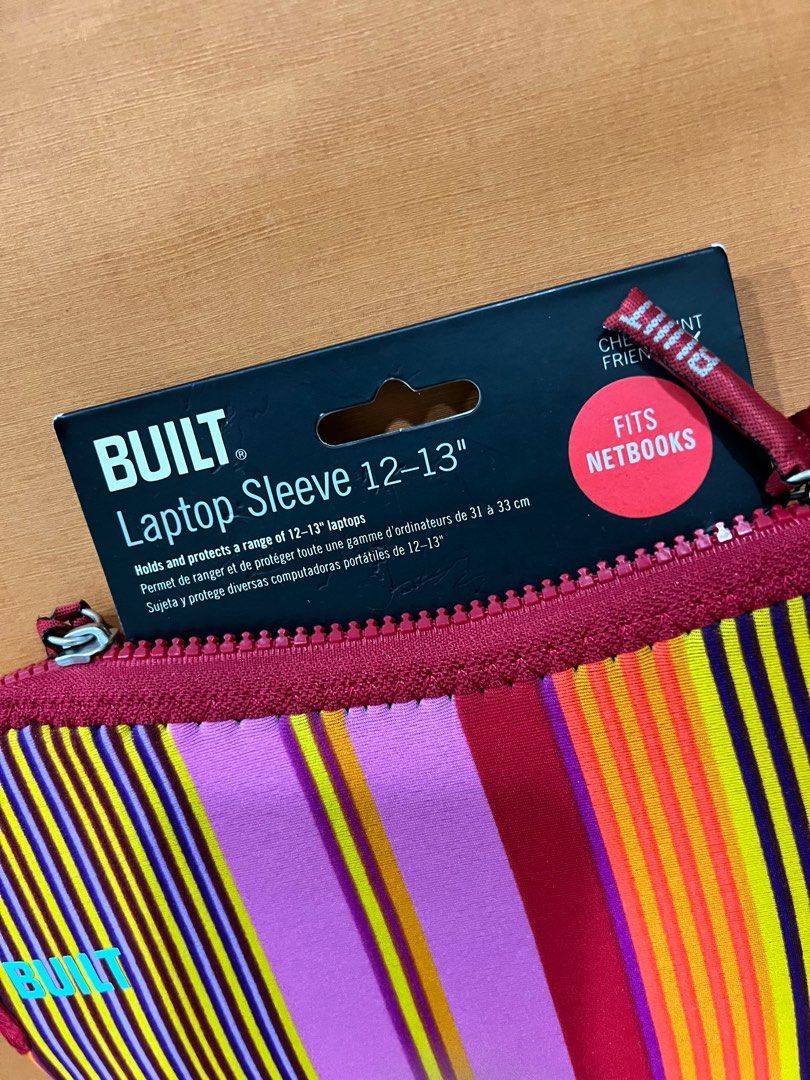 BUILT®
Laptop Sleeve 12–13"
Holds and protects a range of 12–13" laptops
Permet de ranger et de protéger toute une gamme d'ordinateurs de 31 à 33 cm
Sujeta y protege diversas computadoras portátiles de 12–13"
FITS
NETBOOKS
BUILT
BUILT